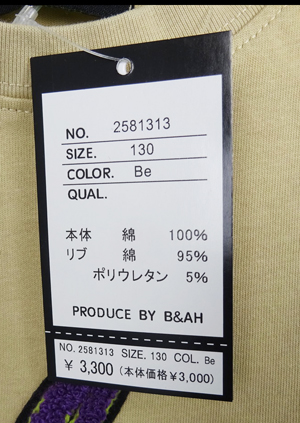 NO. 2581313
SIZE. 130
COLOR. Be
QUAL.
本体 綿 100%
リブ 綿 95%
ポリウレタン 5%
PRODUCE BY B&AH
NO. 2581313 SIZE. 130 COL. Be
¥ 3,300 (本体価格¥3,000)